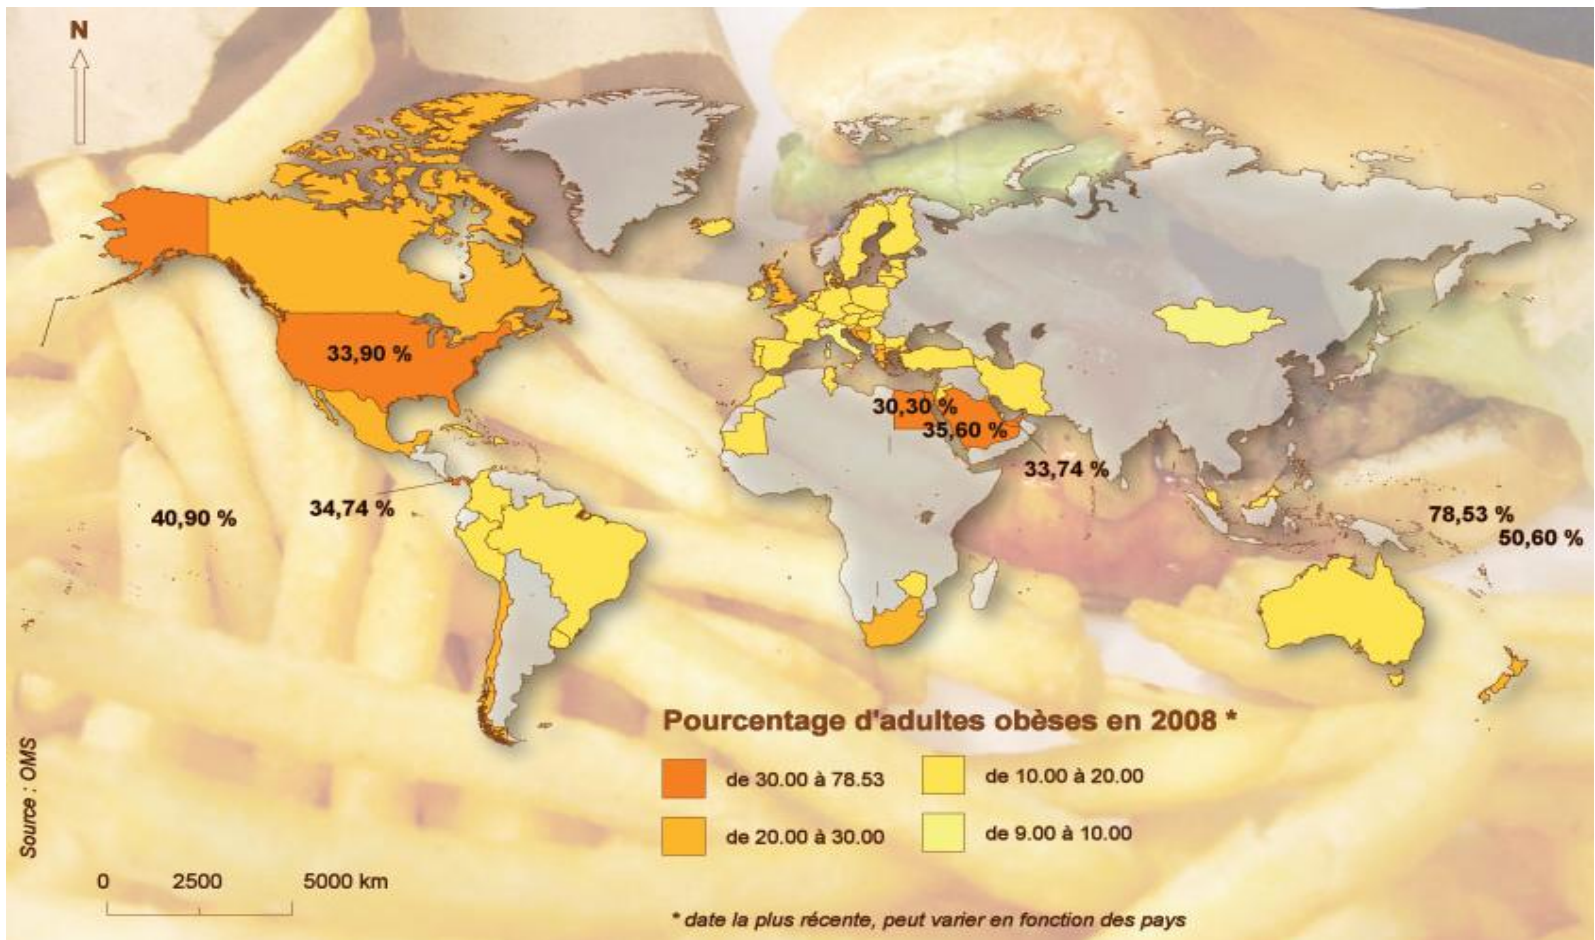 N
33,90 %
30,30 %
35,60 %
33,74 %
40,90 %
34,74 %
78,53 %
50,60 %
Pourcentage d'adultes obèses en 2008 *
de 30.00 à 78.53
de 10.00 à 20.00
de 20.00 à 30.00
de 9.00 à 10.00
Source : OMS
0 2500 5000 km
* date la plus récente, peut varier en fonction des pays